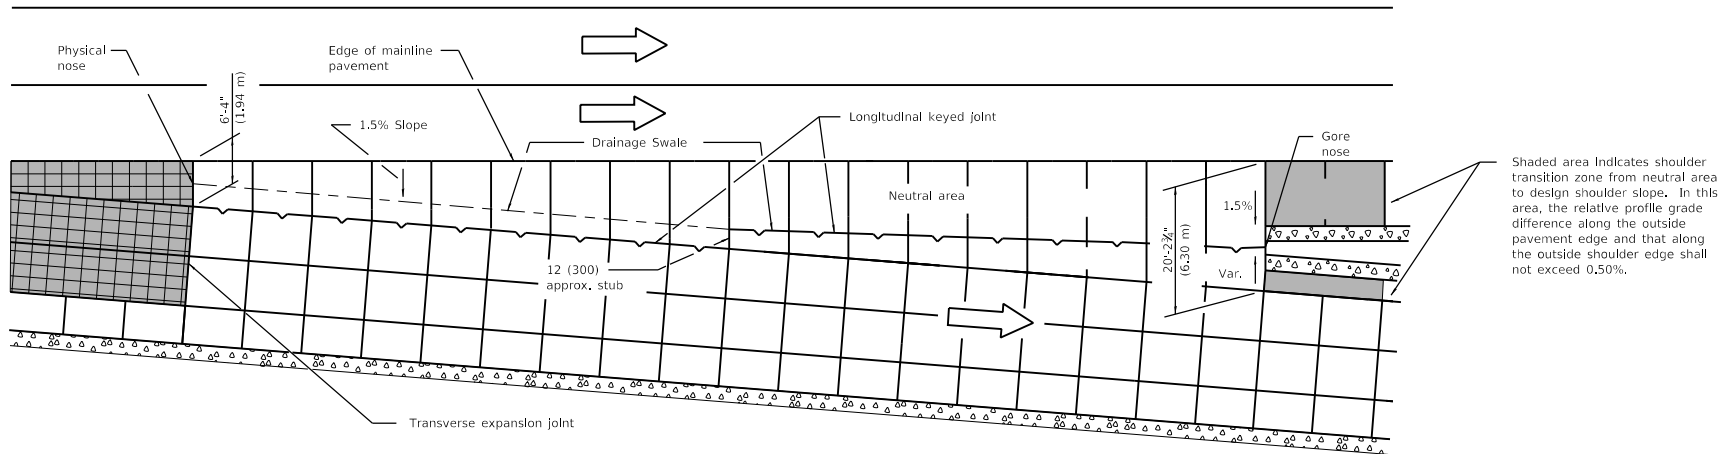 Physical
nose
6'-4"
(1.94 m)
Edge of mainline
pavement
1.5% Slope
Drainage Swale
Longitudinal keyed joint
Gore
nose
Neutral area
12 (300)
approx. stub
20'-2¾"
(6.30 m)
1.5%
Var.
Shaded area indicates shoulder
transition zone from neutral area
to design shoulder slope. In this
area, the relative profile grade
difference along the outside
pavement edge and that along
the outside shoulder edge shall
not exceed 0.50%.
Transverse expansion joint